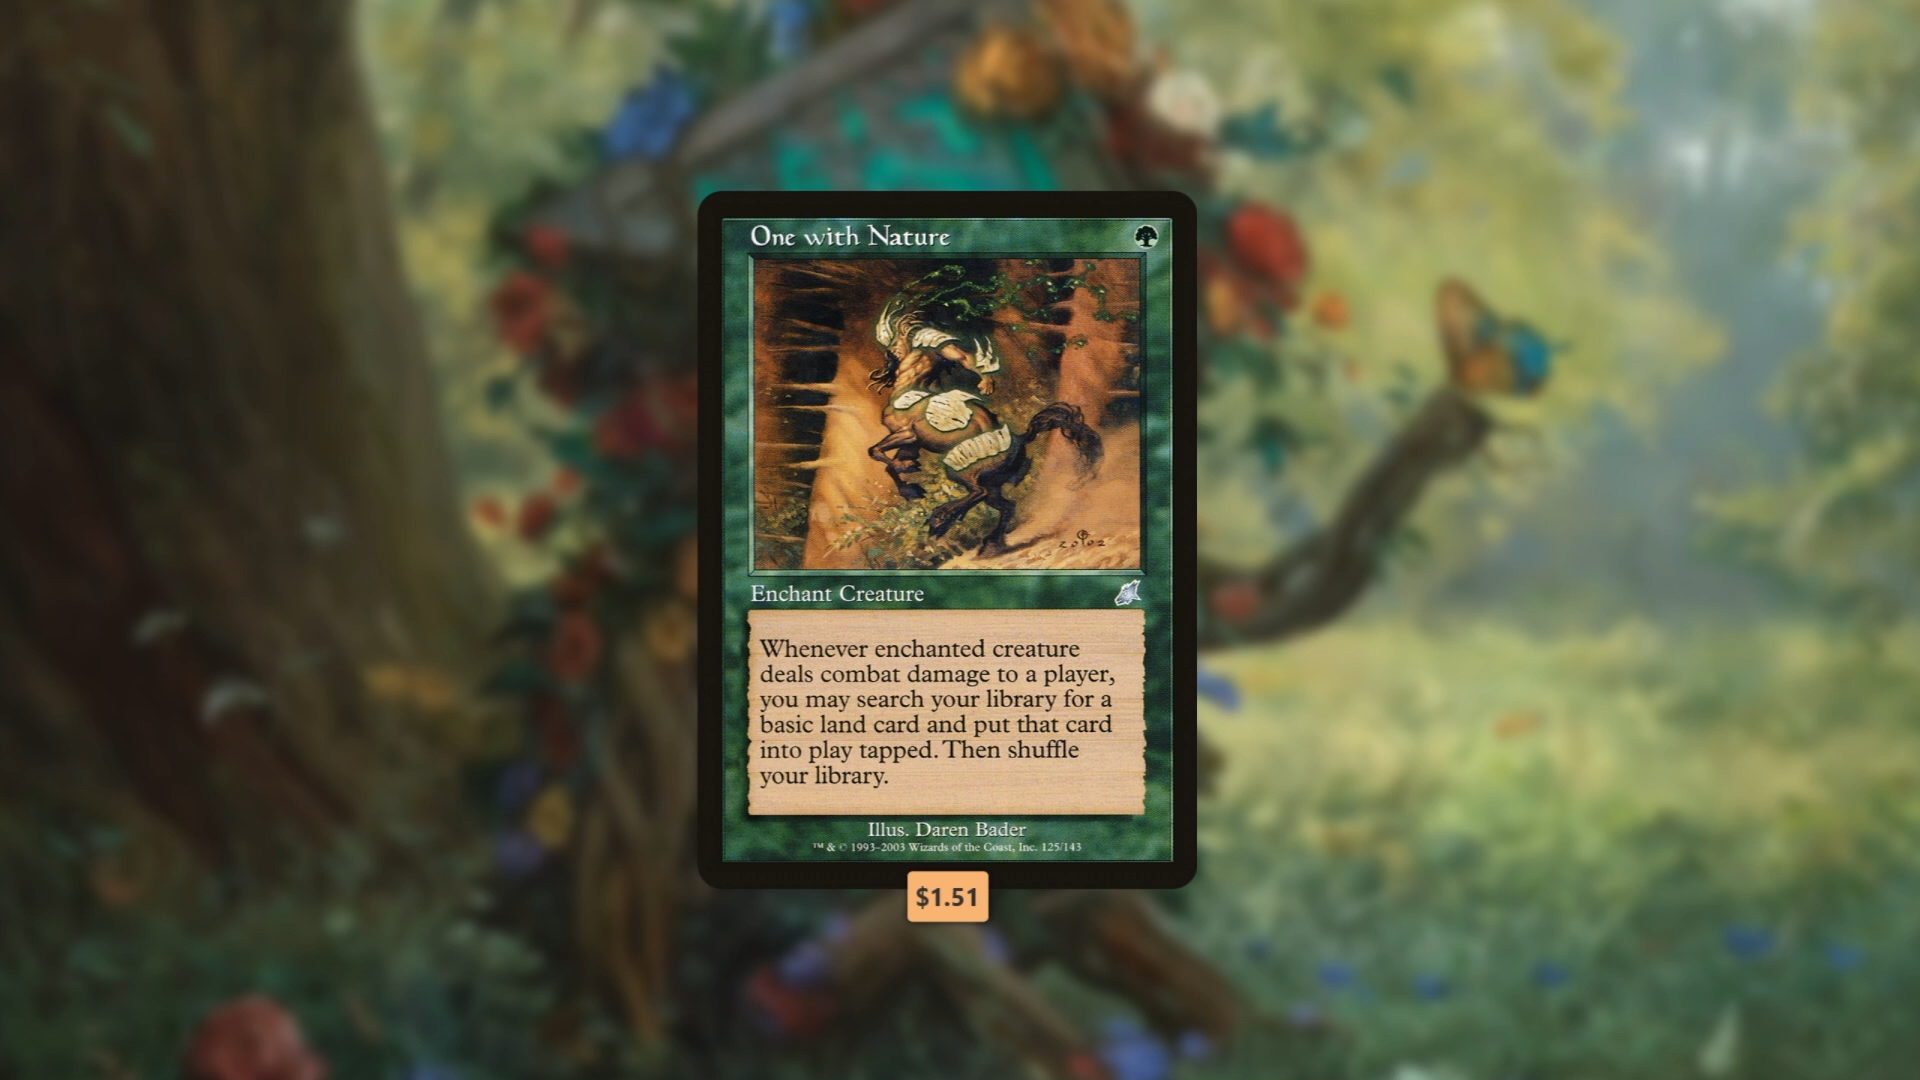 One with Nature
2002
Enchant Creature
Whenever enchanted creature
deals combat damage to a player,
you may search your library for a
basic land card and put that card
into play tapped. Then shuffle
your library.
Illus. Daren Bader
™ & © 1993–2003 Wizards of the Coast, Inc. 125/143
$1.51